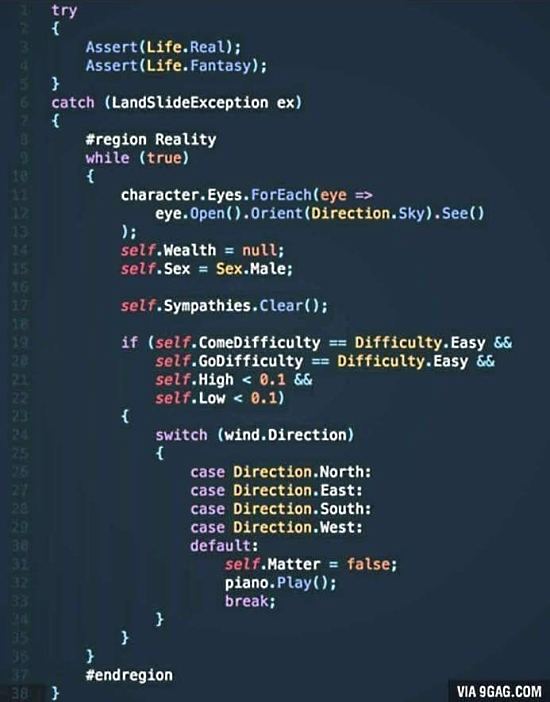 1 try
2 {
3 Assert(Life.Real);
4 Assert(Life.Fantasy);
5 }
6 catch (LandSlideException ex)
7 {
8 #region Reality
9 while (true)
10 {
11 character.Eyes.ForEach(eye =>
12 eye.Open().Orient(Direction.Sky).See()
13 );
14 self.Wealth = null;
15 self.Sex = Sex.Male;
16
17 self.Sympathies.Clear();
18
19 if (self.ComeDifficulty == Difficulty.Easy &&
20 self.GoDifficulty == Difficulty.Easy &&
21 self.High < 0.1 &&
22 self.Low < 0.1)
23 {
24 switch (wind.Direction)
25 {
26 case Direction.North:
27 case Direction.East:
28 case Direction.South:
29 case Direction.West:
30 default:
31 self.Matter = false;
32 piano.Play();
33 break;
34 }
35 }
36 }
37 #endregion
38 }
VIA 9GAG.COM